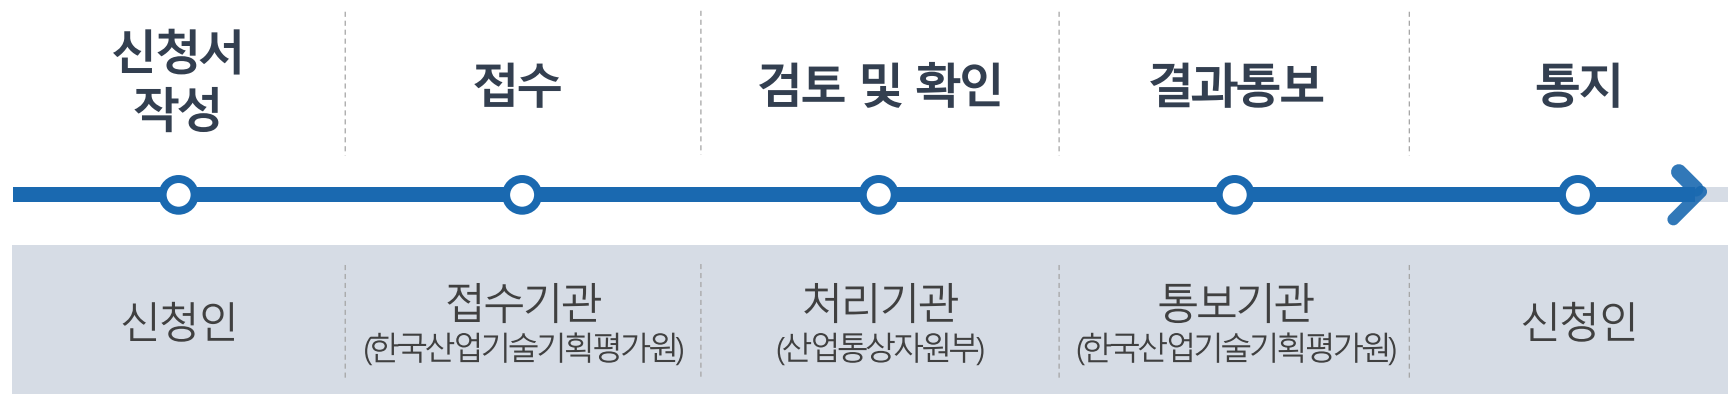 신청서
작성
접수
검토 및 확인
결과통보
통지
신청인
접수기관
(한국산업기술기획평가원)
처리기관
(산업통상자원부)
통보기관
(한국산업기술기획평가원)
신청인